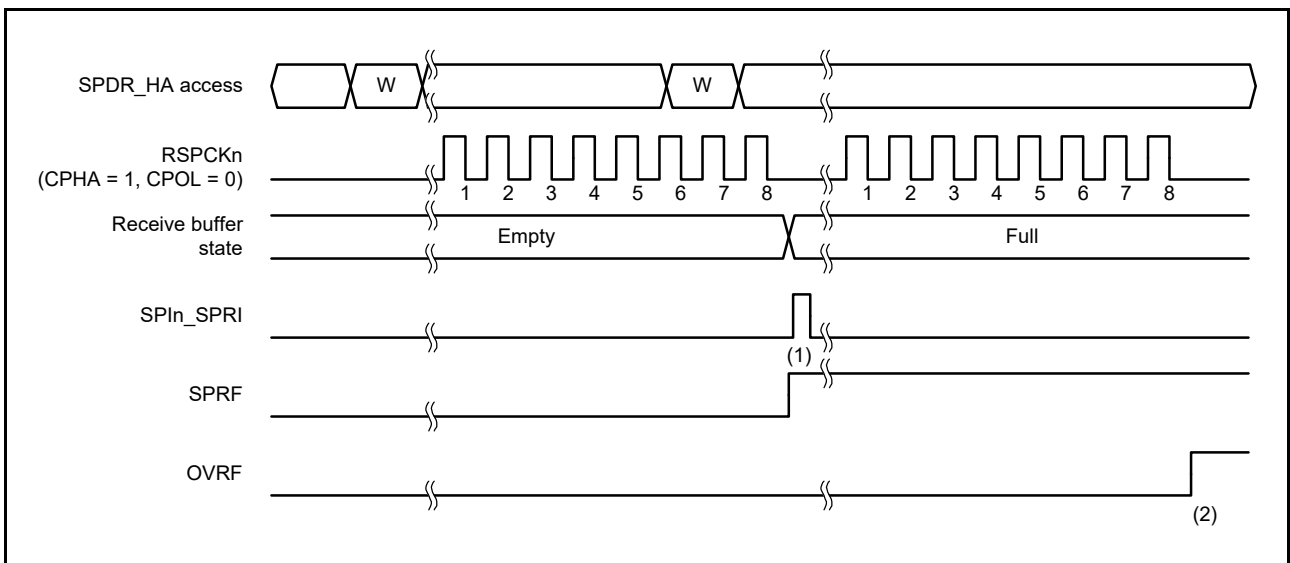 SPDR_HA access
W
W
RSPCKn
(CPHA = 1, CPOL = 0)
1 2 3 4 5 6 7 8
1 2 3 4 5 6 7 8
Receive buffer
state
Empty
Full
SPIn_SPRI
(1)
SPRF
OVRF
(2)